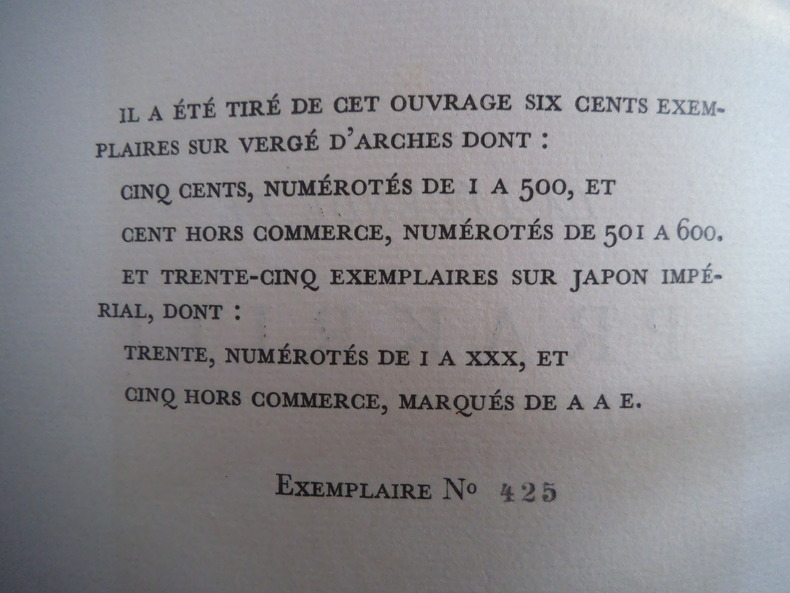 IL A ÉTÉ TIRÉ DE CET OUVRAGE SIX CENTS EXEM-
PLAIRES SUR VERGÉ D'ARCHES DONT :
CINQ CENTS, NUMÉROTÉS DE I A 500, ET
CENT HORS COMMERCE, NUMÉROTÉS DE 501 A 600.
ET TRENTE-CINQ EXEMPLAIRES SUR JAPON IMPÉ-
RIAL, DONT :
TRENTE, NUMÉROTÉS DE I A XXX, ET
CINQ HORS COMMERCE, MARQUÉS DE A A E.
EXEMPLAIRE Nº 425